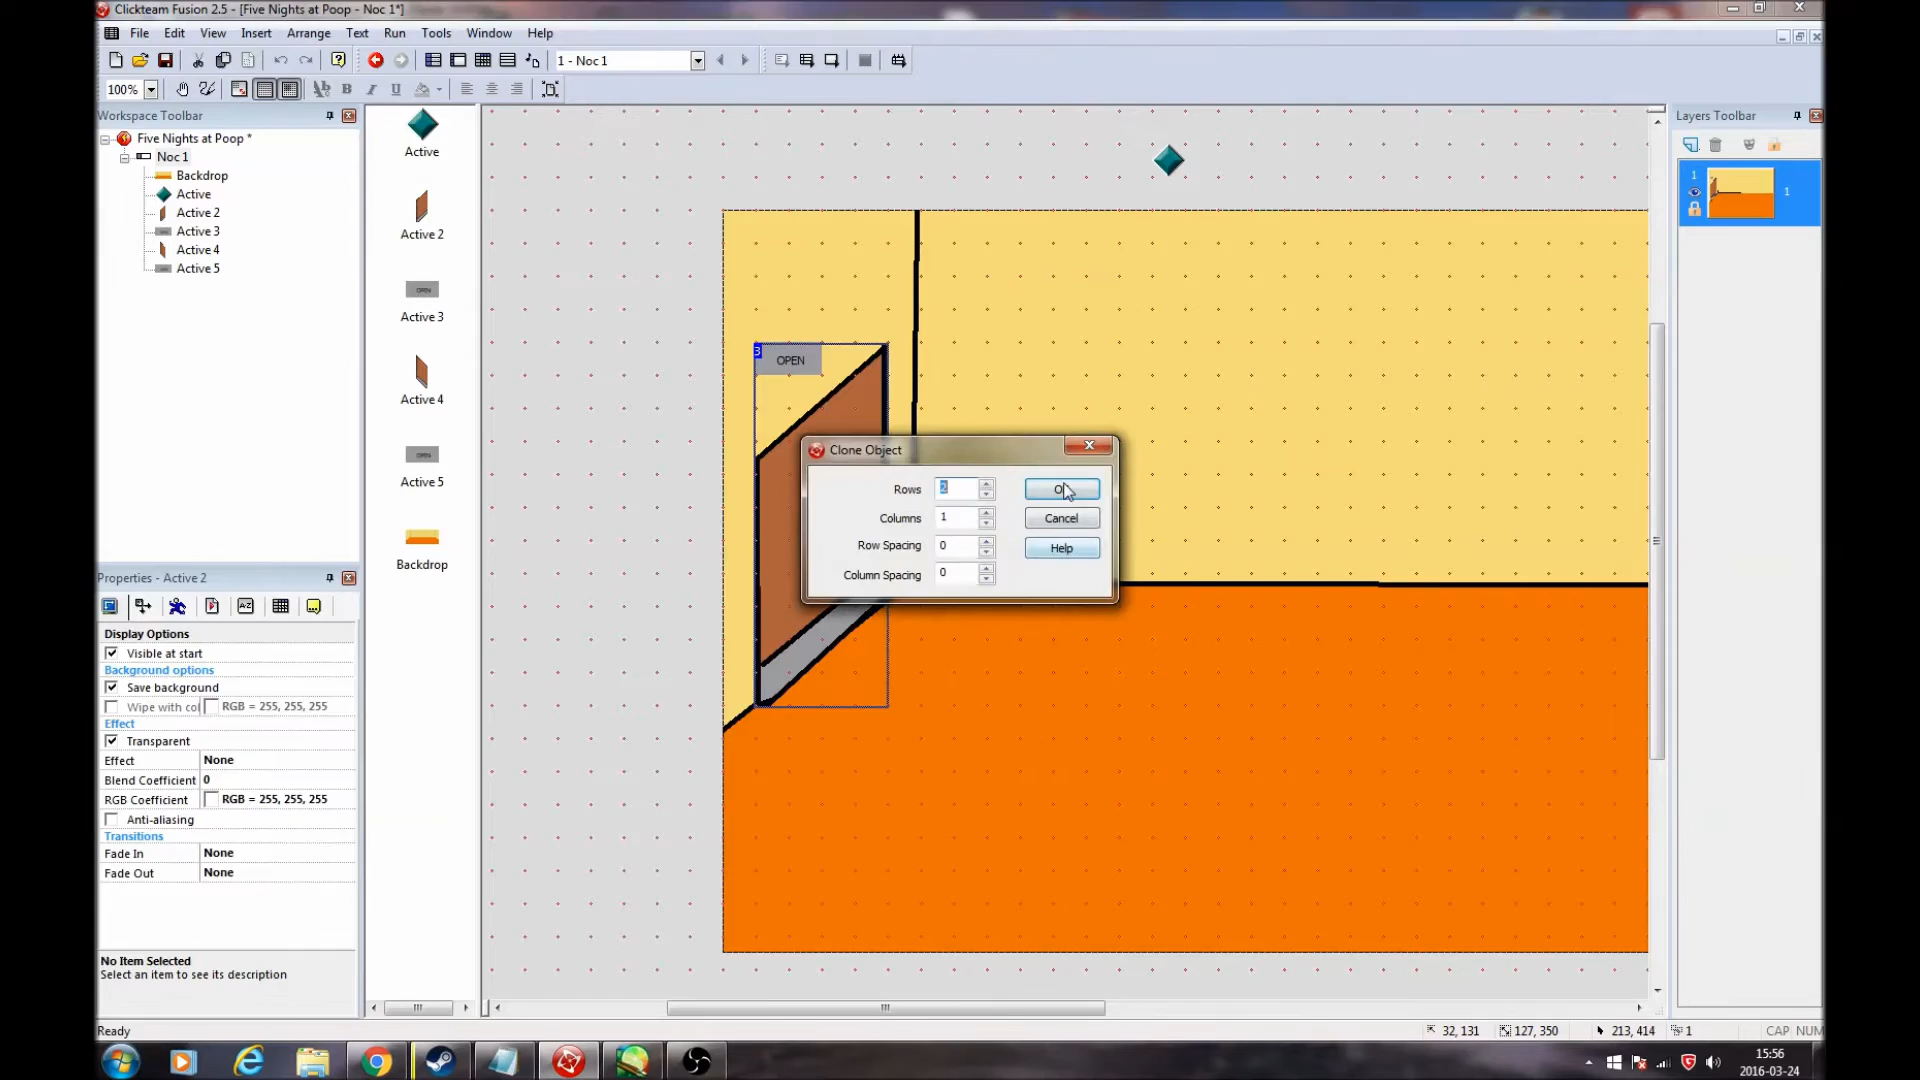 Clickteam Fusion 2.5 - [Five Nights at Poop - Noc 1*]
File Edit View Insert Arrange Text Run Tools Window Help
1 - Noc 1
100%
Workspace Toolbar
Five Nights at Poop *
Noc 1
Backdrop
Active
Active 2
Active 3
Active 4
Active 5
Active
Active 2
OPEN
Active 3
Active 4
OPEN
Active 5
Backdrop
3
OPEN
Clone Object
Rows 2
Columns 1
Row Spacing 0
Column Spacing 0
Cancel
Help
Layers Toolbar
1
1
Properties - Active 2
Display Options
Visible at start
Background options
Save background
Wipe with col RGB = 255, 255, 255
Effect
Transparent
Effect None
Blend Coefficient 0
RGB Coefficient RGB = 255, 255, 255
Anti-aliasing
Transitions
Fade In None
Fade Out None
No Item Selected
Select an item to see its description
Ready
32, 131 127, 350 213, 414 1 CAP NUM
15:56
2016-03-24